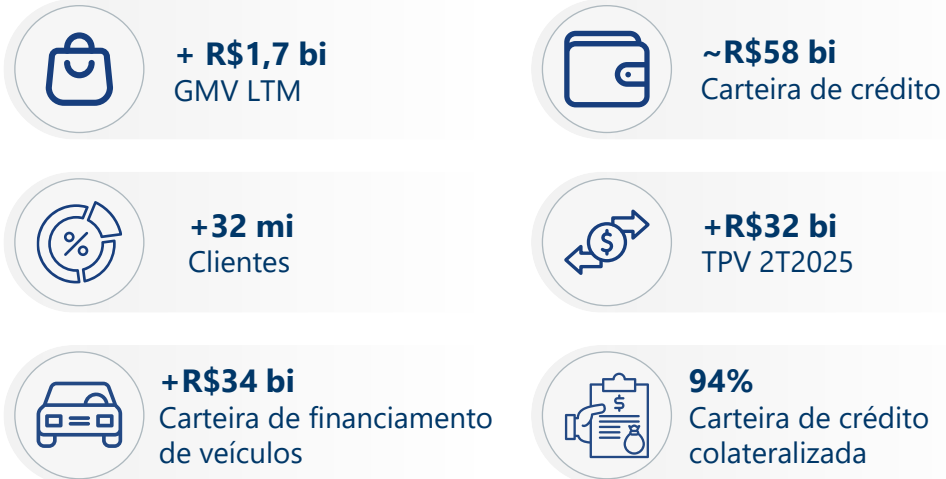 + R$1,7 bi
GMV LTM
~R$58 bi
Carteira de crédito
%
+32 mi
Clientes
$
+R$32 bi
TPV 2T2025
+R$34 bi
Carteira de financiamento
de veículos
$
94%
Carteira de crédito
colateralizada